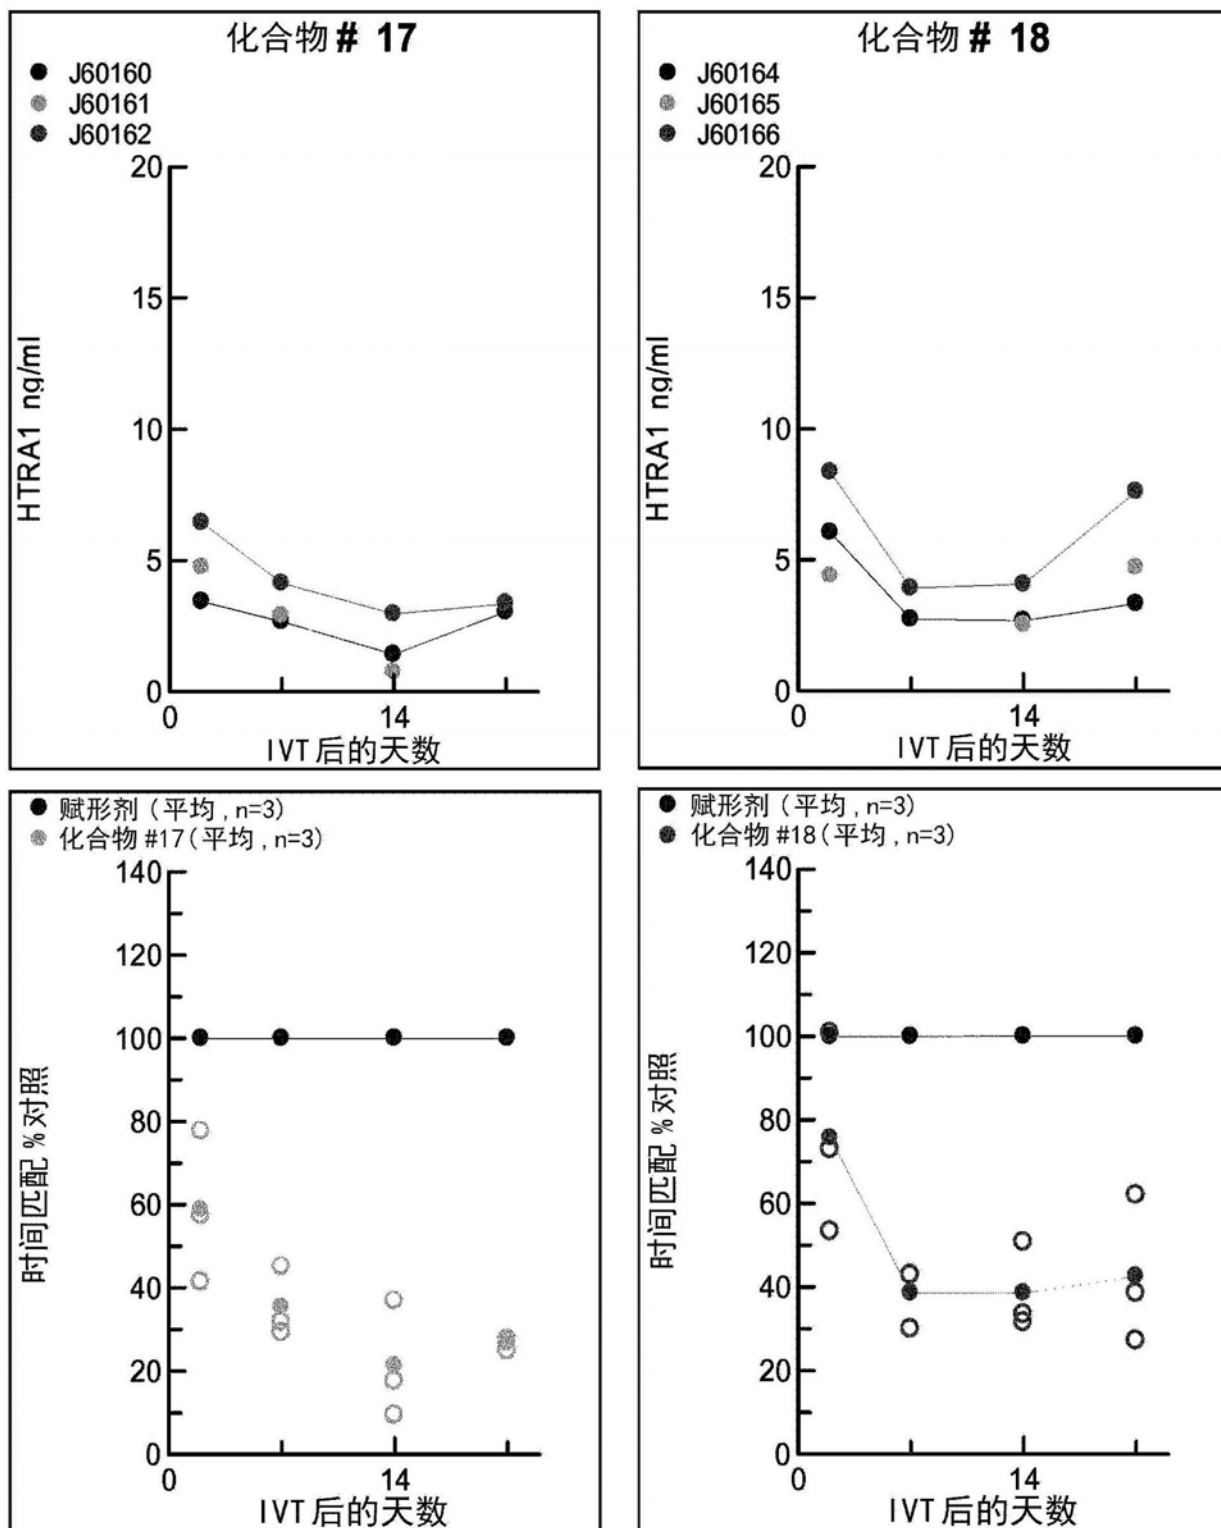 化合物 # 17
J60160
J60161
J60162
20
15
10
5
0
HTRA1 ng/ml
0
14
IVT 后的天数
化合物 # 18
J60164
J60165
J60166
20
15
10
5
0
HTRA1 ng/ml
0
14
IVT 后的天数
赋形剂 (平均 , n=3)
化合物 #17 (平均 , n=3)
140
120
100
80
60
40
20
0
时间匹配 % 对照
0
14
IVT 后的天数
赋形剂 (平均 , n=3)
化合物 #18 (平均 , n=3)
140
120
100
80
60
40
20
0
时间匹配 % 对照
0
14
IVT 后的天数